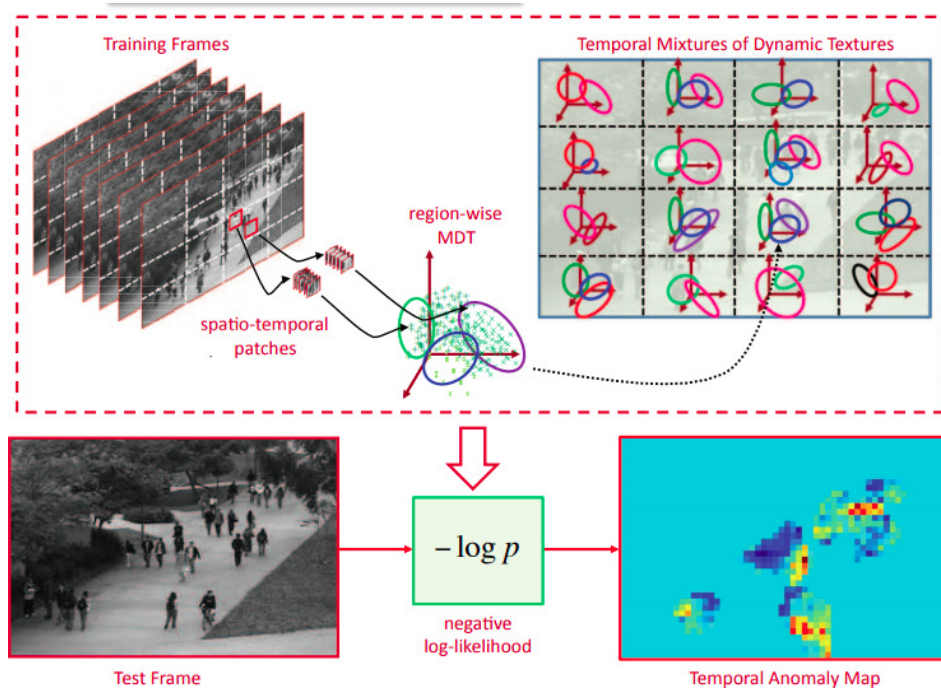 Training Frames
Temporal Mixtures of Dynamic Textures
region-wise
MDT
spatio-temporal
patches
− log p
negative
log-likelihood
Test Frame
Temporal Anomaly Map